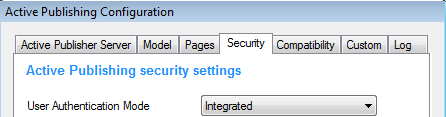 Active Publishing Configuration
Active Publisher Server Model Pages Security Compatibility Custom Log
Active Publishing security settings
User Authentication Mode Integrated